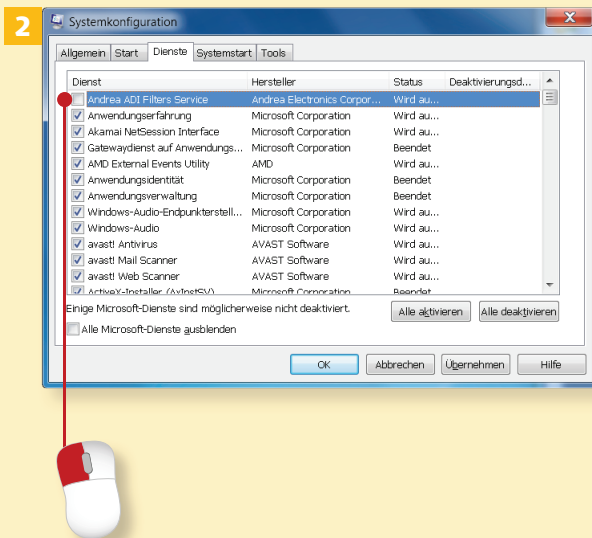 2
Systemkonfiguration
Allgemein Start Dienste Systemstart Tools
Dienst Hersteller Status Deaktivierungsd...
Andrea ADI Filters Service Andrea Electronics Corpor... Wird au...
Anwendungserfahrung Microsoft Corporation Wird au...
Akamai NetSession Interface Microsoft Corporation Wird au...
Gatewaydienst auf Anwendungs... Microsoft Corporation Beendet
AMD External Events Utility AMD Wird au...
Anwendungsidentität Microsoft Corporation Beendet
Anwendungsverwaltung Microsoft Corporation Beendet
Windows-Audio-Endpunkterstell... Microsoft Corporation Wird au...
Windows-Audio Microsoft Corporation Wird au...
avast! Antivirus AVAST Software Wird au...
avast! Mail Scanner AVAST Software Wird au...
avast! Web Scanner AVAST Software Wird au...
ActiveX-Installer (AxInstSV) Microsoft Corporation Beendet
Einige Microsoft-Dienste sind möglicherweise nicht deaktiviert.
Alle aktivieren Alle deaktivieren
Alle Microsoft-Dienste ausblenden
OK Abbrechen Übernehmen Hilfe